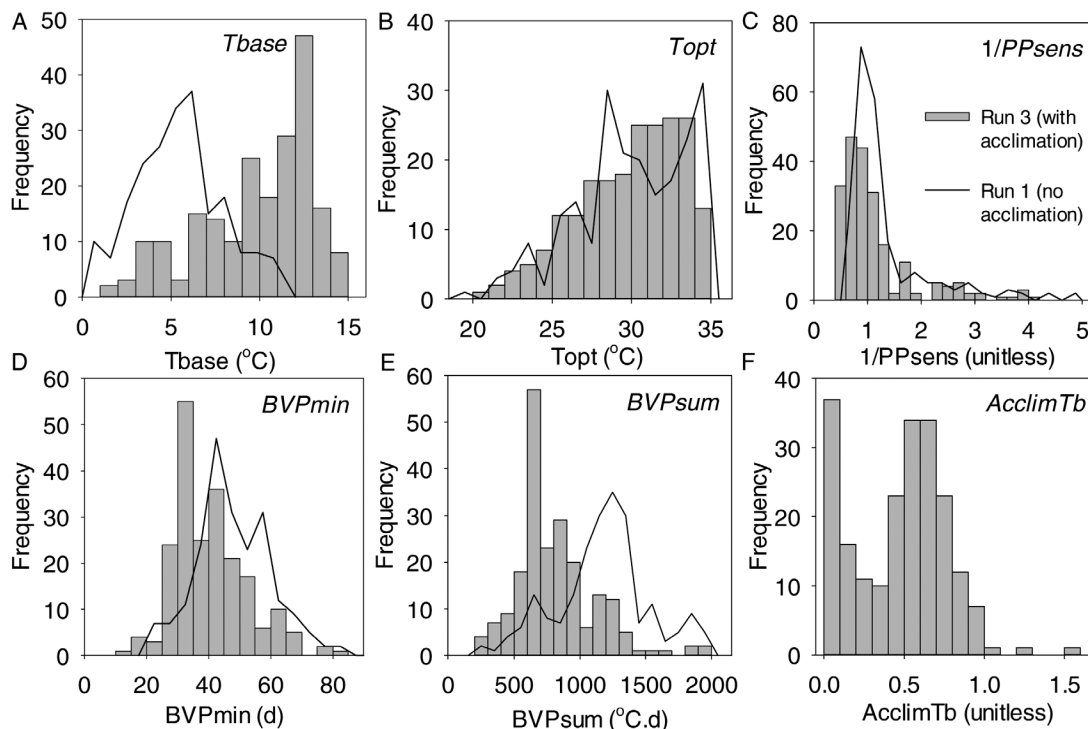 A
Tbase
Frequency
50
40
30
20
10
0
0 5 10 15
Tbase (°C)
B
Topt
Frequency
40
30
20
10
0
20 25 30 35
Topt (°C)
C
1/PPsens
Frequency
80
60
40
20
0
Run 3 (with
acclimation)
Run 1 (no
acclimation)
0 1 2 3 4 5
1/PPsens (unitless)
D
BVPmin
Frequency
60
50
40
30
20
10
0
0 20 40 60 80
BVPmin (d)
E
BVPsum
Frequency
60
50
40
30
20
10
0
0 500 1000 1500 2000
BVPsum (°C.d)
F
AcclimTb
Frequency
40
30
20
10
0
0.0 0.5 1.0 1.5
AcclimTb (unitless)